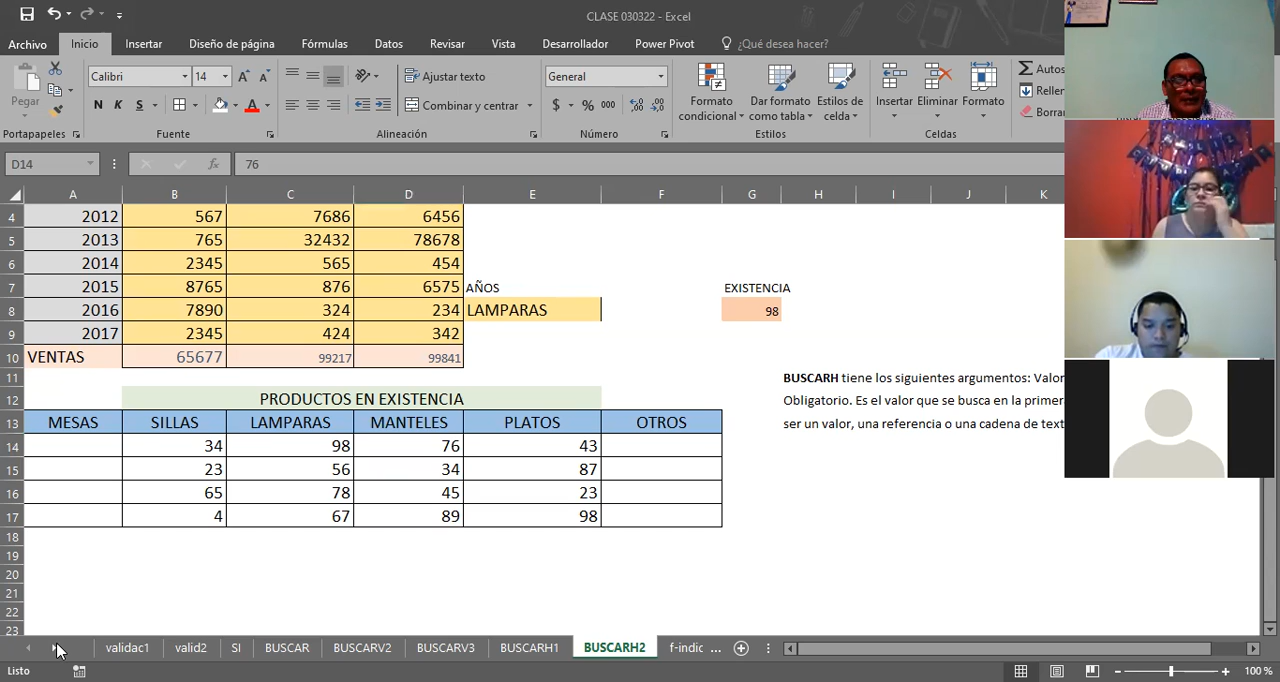 CLASE 030322 - Excel
Archivo Inicio Insertar Diseño de página Fórmulas Datos Revisar Vista Desarrollador Power Pivot ¿Qué desea hacer?
Pegar
Calibri 14
N K S
Ajustar texto
Combinar y centrar
General
$ % 000
Formato condicional
Dar formato como tabla
Estilos de celda
Insertar Eliminar Formato
Autos
Rellen
Borra
Portapapeles Fuente Alineación Número Estilos Celdas
D14 fx 76
A B C D E F G H I J K
4 2012 567 7686 6456
5 2013 765 32432 78678
6 2014 2345 565 454
7 2015 8765 876 6575 AÑOS EXISTENCIA
8 2016 7890 324 234 LAMPARAS 98
9 2017 2345 424 342
10 VENTAS 65677 99217 99841
11 BUSCARH tiene los siguientes argumentos: Valor
12 PRODUCTOS EN EXISTENCIA Obligatorio. Es el valor que se busca en la primer
13 MESAS SILLAS LAMPARAS MANTELES PLATOS OTROS ser un valor, una referencia o una cadena de text
14 34 98 76 43
15 23 56 34 87
16 65 78 45 23
17 4 67 89 98
18
19
20
21
22
23
validac1 valid2 SI BUSCAR BUSCARV2 BUSCARV3 BUSCARH1 BUSCARH2 f-indic ...
Listo 100 %